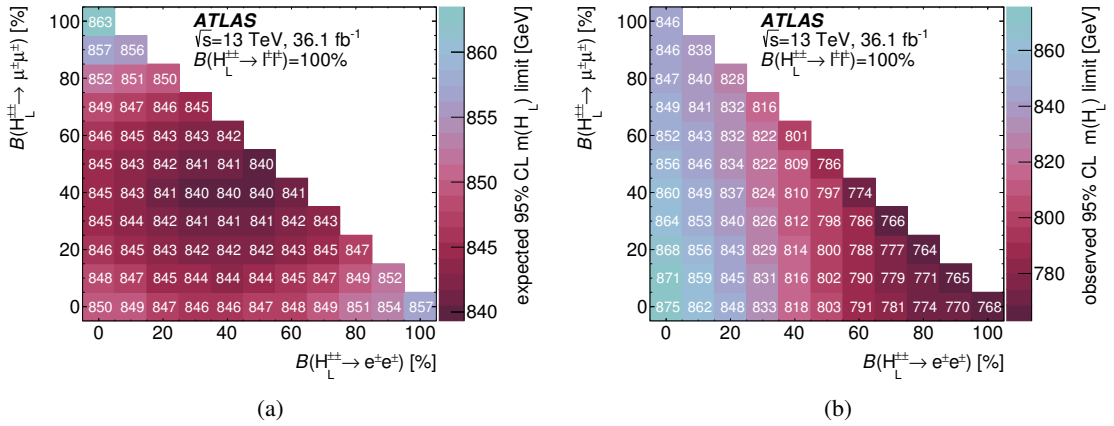 B(H_L^±± → μ^±μ^±) [%]
100
80
60
40
20
0
863
857 856
852 851 850
849 847 846 845
846 845 843 843 842
845 843 842 841 841 840
845 843 841 840 840 840 841
845 844 842 841 841 842 843
846 845 843 842 842 843 844 845 847
848 847 845 844 844 845 845 847 849 852
850 849 847 846 846 847 848 849 851 854 857
0 20 40 60 80 100
B(H_L^±± → e^±e^±) [%]
ATLAS
√s=13 TeV, 36.1 fb^-1
B(H_L^±± → l^±l^±)=100%
expected 95% CL m(H_L^±±) limit [GeV]
860
855
850
845
840
(a)
B(H_L^±± → μ^±μ^±) [%]
100
80
60
40
20
0
846
846 838
847 840 828
849 841 832 816
852 843 832 822 801
856 846 834 822 809 786
860 849 837 824 810 797 774
864 853 840 826 812 798 786 766
868 856 843 829 814 800 788 777 764
871 859 845 831 816 802 790 779 771 765
875 862 848 833 818 803 791 781 774 770 768
0 20 40 60 80 100
B(H_L^±± → e^±e^±) [%]
ATLAS
√s=13 TeV, 36.1 fb^-1
B(H_L^±± → l^±l^±)=100%
observed 95% CL m(H_L^±±) limit [GeV]
860
840
820
800
780
(b)